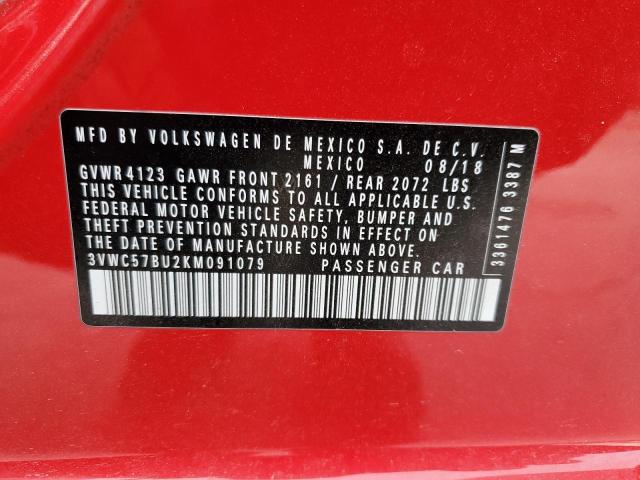 MFD BY VOLKSWAGEN DE MEXICO S.A. DE C.V.
MEXICO 08/18
GVWR 4123 GAWR FRONT 2161 / REAR 2072 LBS
THIS VEHICLE CONFORMS TO ALL APPLICABLE U.S.
FEDERAL MOTOR VEHICLE SAFETY, BUMPER AND
THEFT PREVENTION STANDARDS IN EFFECT ON
THE DATE OF MANUFACTURE SHOWN ABOVE.
3VWC57BU2KM091079 PASSENGER CAR
3361476 3387 M